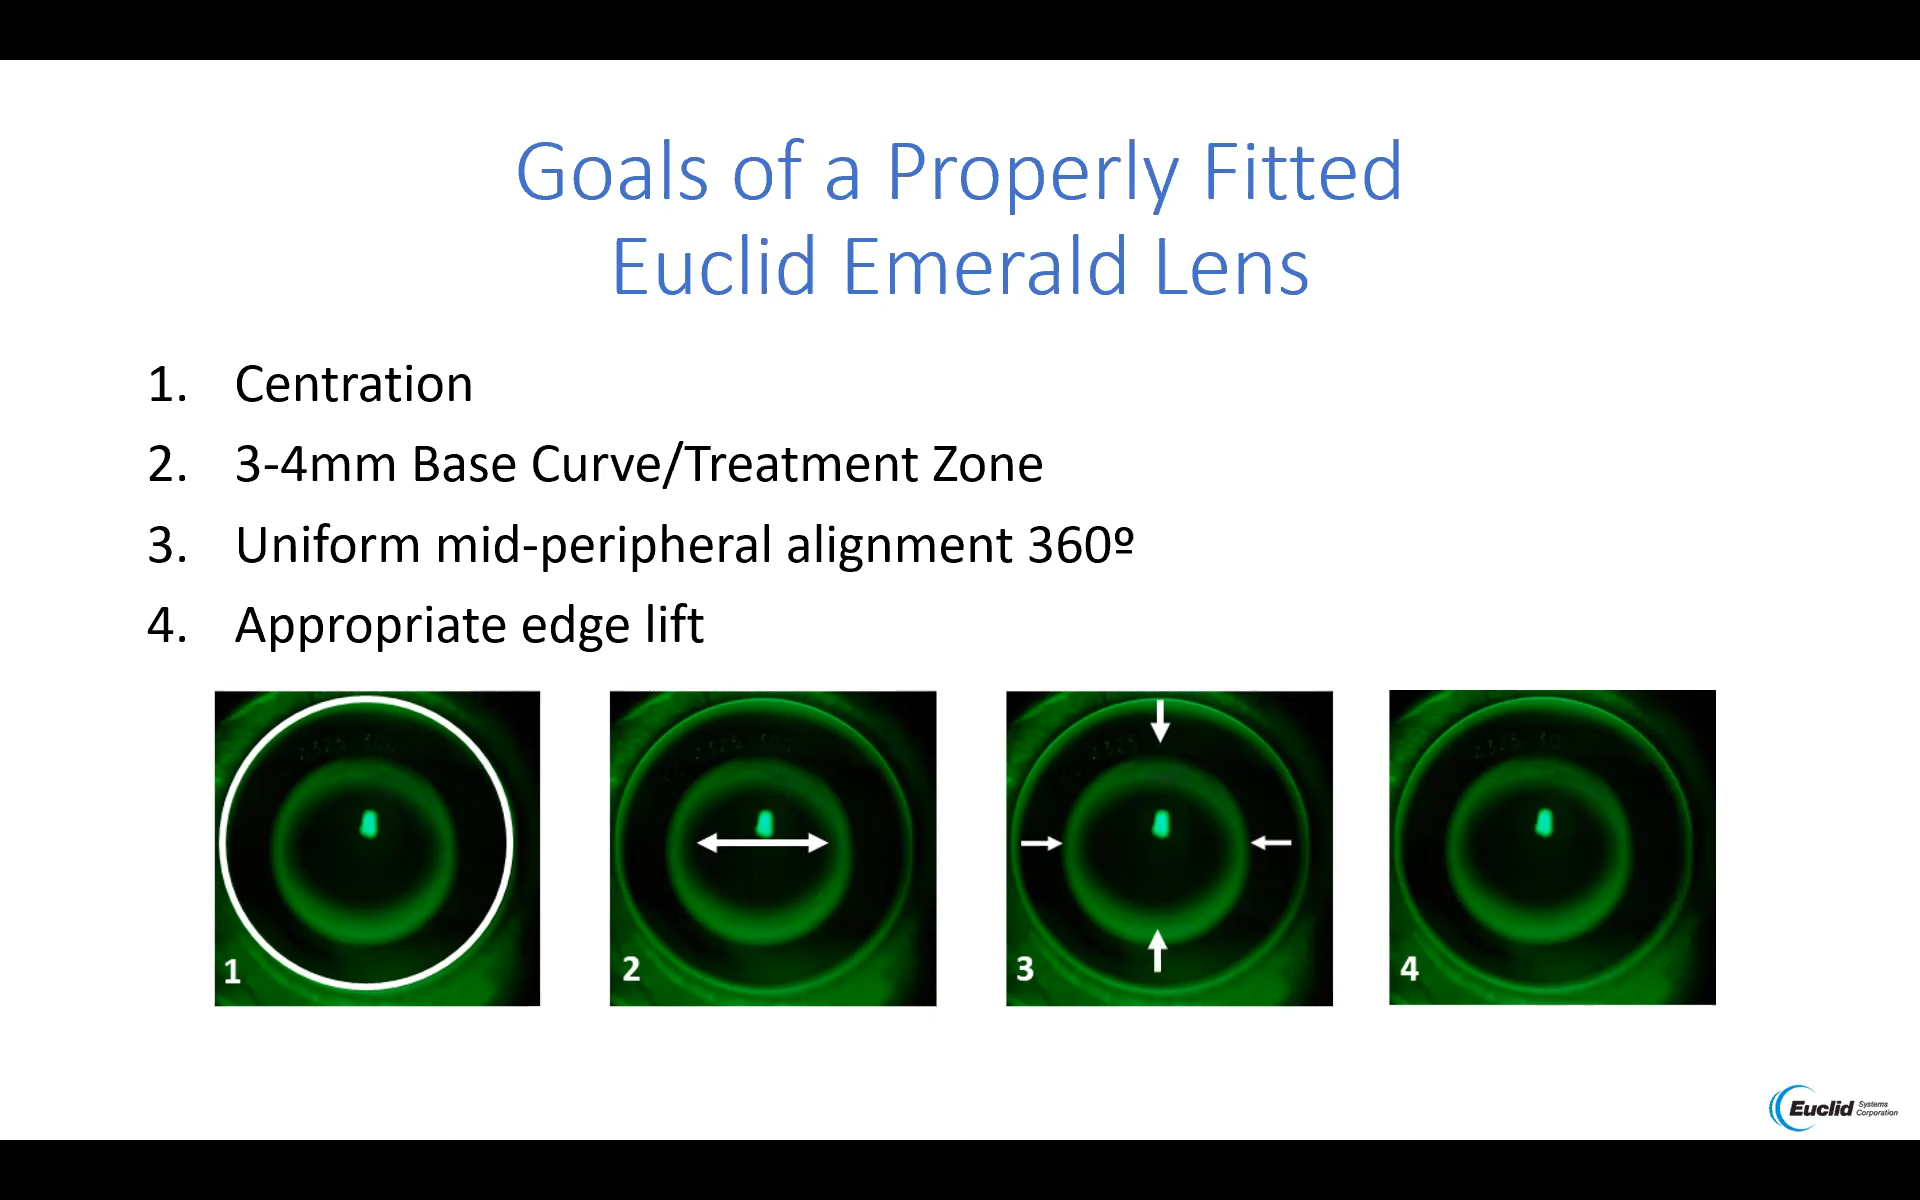 Goals of a Properly Fitted
Euclid Emerald Lens
1. Centration
2. 3-4mm Base Curve/Treatment Zone
3. Uniform mid-peripheral alignment 360º
4. Appropriate edge lift
1
2
3
4
Euclid Systems
Corporation